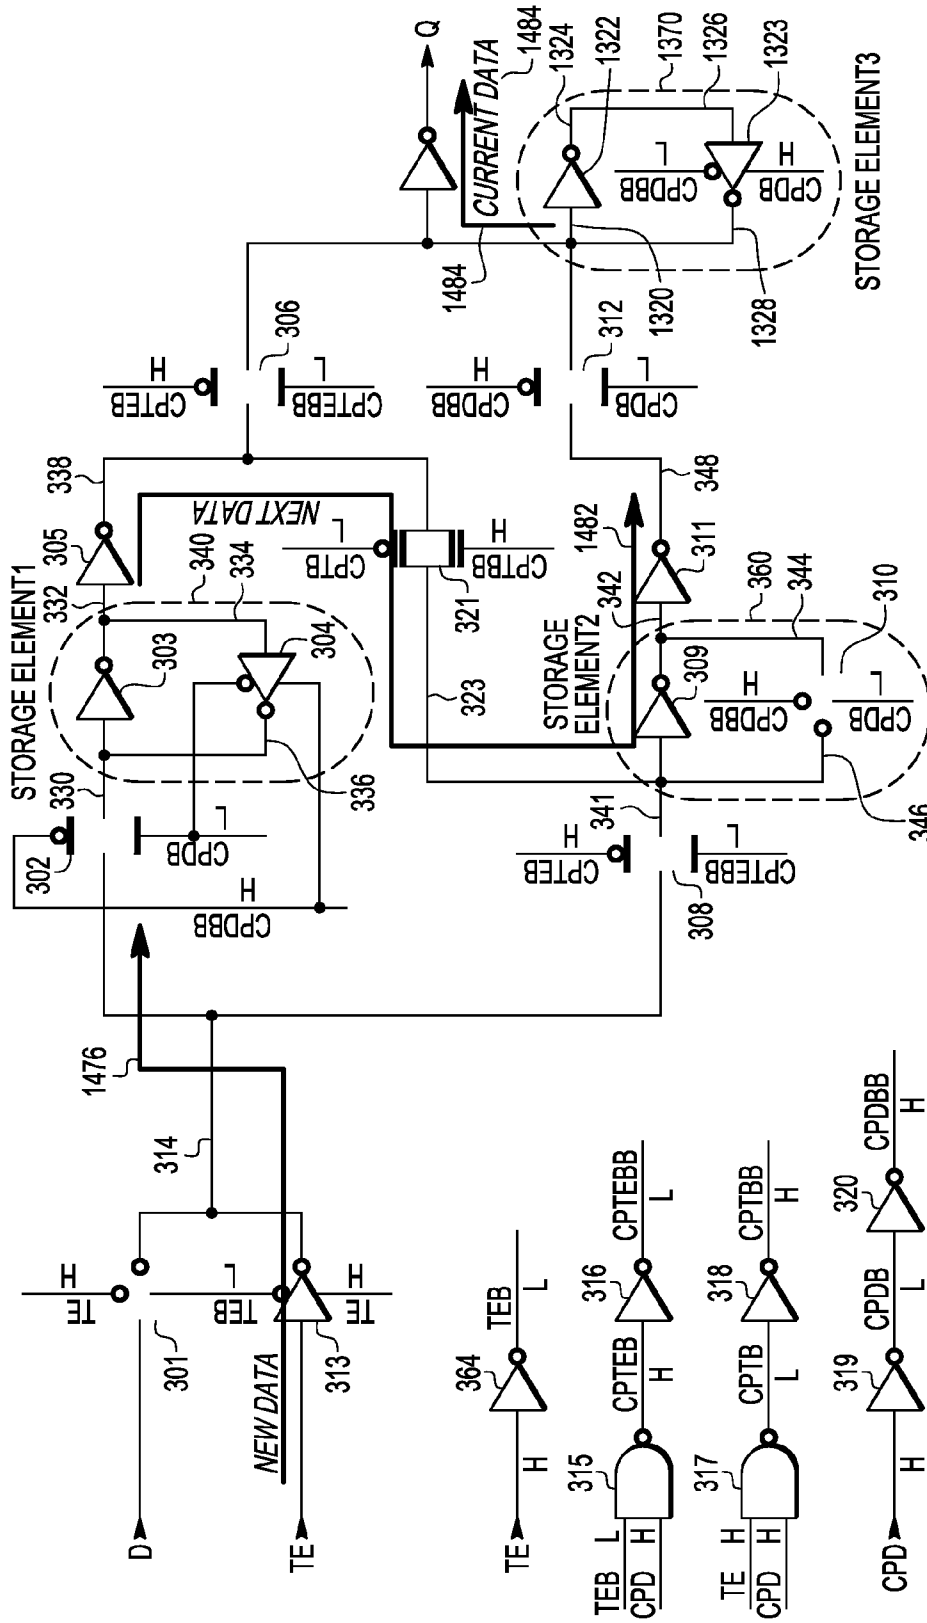 D
TE
TE
H
301
TEB
L
TE
H
313
NEW DATA
314
1476
302
CPDB
L
CPDBB
H
330
STORAGE ELEMENT1
303
332
305
338
340
334
304
336
NEXT DATA
CPTB
L
321
CPTBB
H
323
CPTEB
H
306
CPTEBB
L
CPTEB
H
308
CPTEBB
L
341
STORAGE
ELEMENT2
309
342
1482
311
348
360
344
310
346
CPDBB
H
CPDB
L
CPDBB
H
312
CPDB
L
Q
CURRENT DATA
1484
1484
1324
1322
1370
1326
1323
CPDBB
L
CPDB
H
1320
1328
STORAGE ELEMENT3
TE
H
364
TEB
L
TEB L
CPD H
315
CPTEB
H
316
CPTEBB
L
TE H
CPD H
317
CPTB
L
318
CPTBB
H
CPD
H
319
CPDB
L
320
CPDBB
H